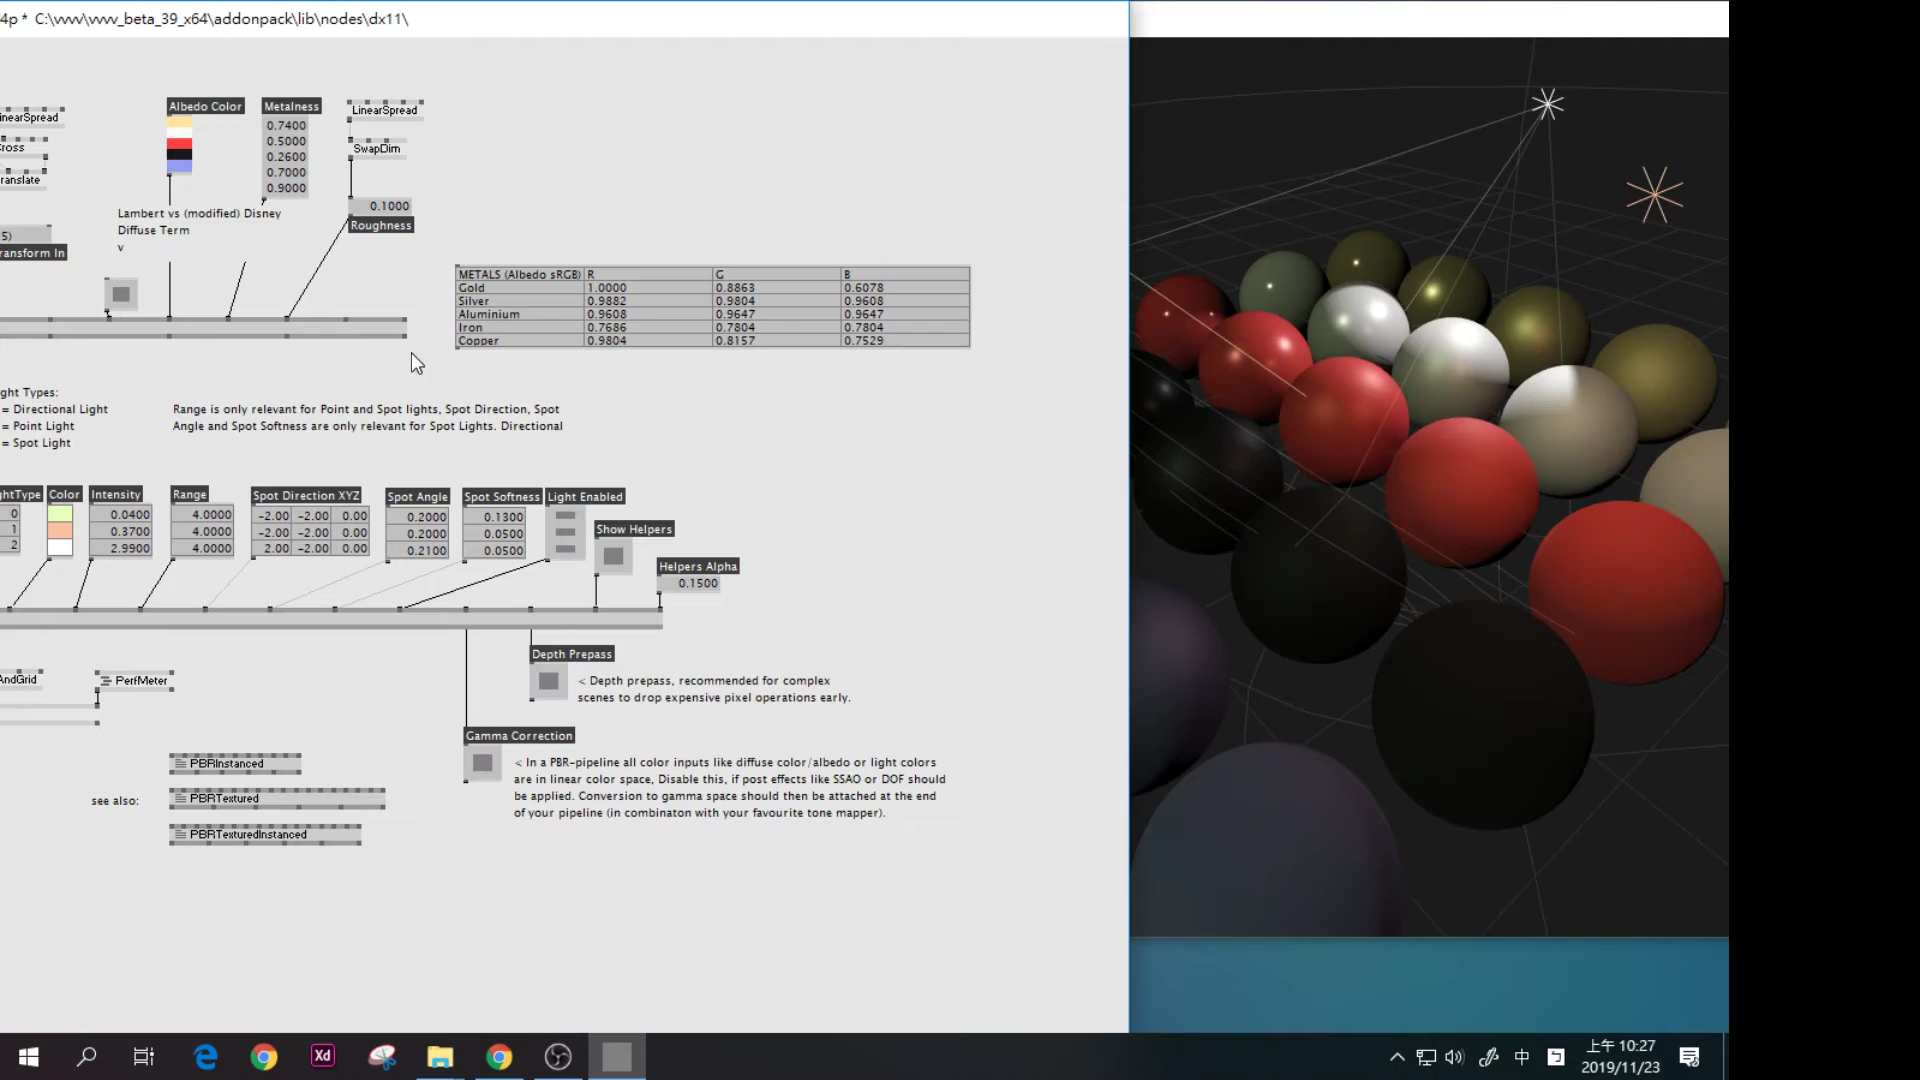 4p * C:\vvvv\vvvv_beta_39_x64\addonpack\lib\nodes\dx11\
inearSpread
ross
ranslate
5)
ransform In
Albedo Color
Metalness
0.7400
0.5000
0.2600
0.7000
0.9000
LinearSpread
SwapDim
0.1000
Roughness
Lambert vs (modified) Disney
Diffuse Term
v
METALS (Albedo sRGB) R G B
Gold 1.0000 0.8863 0.6078
Silver 0.9882 0.9804 0.9608
Aluminium 0.9608 0.9647 0.9647
Iron 0.7686 0.7804 0.7804
Copper 0.9804 0.8157 0.7529
ght Types:
= Directional Light
= Point Light
= Spot Light
Range is only relevant for Point and Spot lights, Spot Direction, Spot
Angle and Spot Softness are only relevant for Spot Lights. Directional
ghtType Color Intensity Range Spot Direction XYZ Spot Angle Spot Softness Light Enabled
0 0.0400 4.0000 -2.00 -2.00 0.00 0.2000 0.1300
1 0.3700 4.0000 -2.00 -2.00 0.00 0.2000 0.0500
2 2.9900 4.0000 2.00 -2.00 0.00 0.2100 0.0500
Show Helpers
Helpers Alpha
0.1500
AndGrid
PerfMeter
Depth Prepass
< Depth prepass, recommended for complex
scenes to drop expensive pixel operations early.
Gamma Correction
< In a PBR-pipeline all color inputs like diffuse color/albedo or light colors
are in linear color space, Disable this, if post effects like SSAO or DOF should
be applied. Conversion to gamma space should then be attached at the end
of your pipeline (in combinaton with your favourite tone mapper).
see also:
PBRInstanced
PBRTextured
PBRTexturedInstanced
Xd
中
上午 10:27
2019/11/23